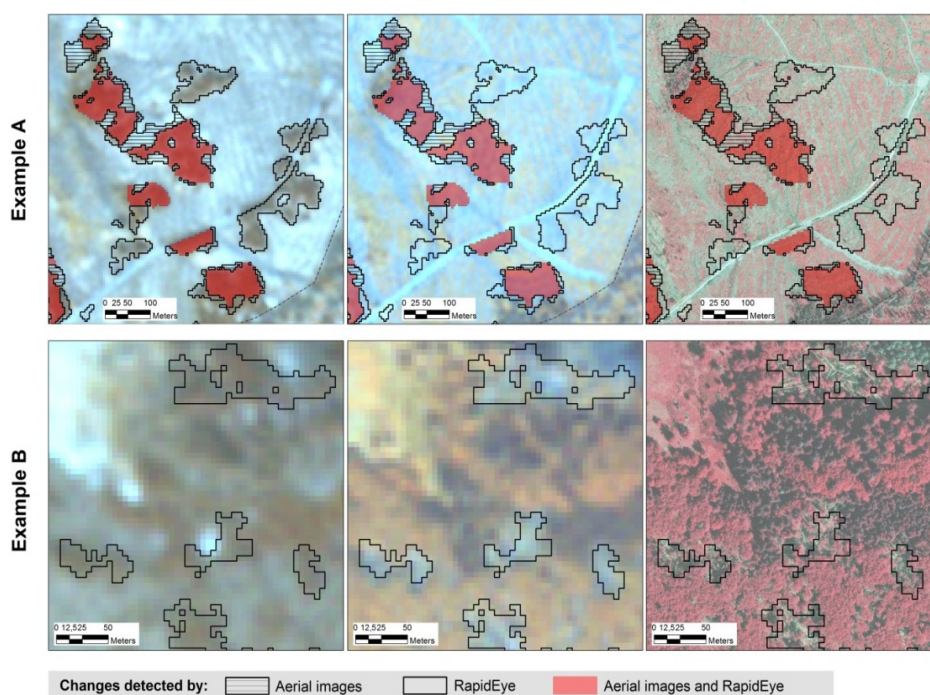 Example A
0 25 50 100
Meters
0 25 50 100
Meters
0 25 50 100
Meters
Example B
0 12,525 50
Meters
0 12,525 50
Meters
0 12,525 50
Meters
Changes detected by: Aerial images RapidEye Aerial images and RapidEye